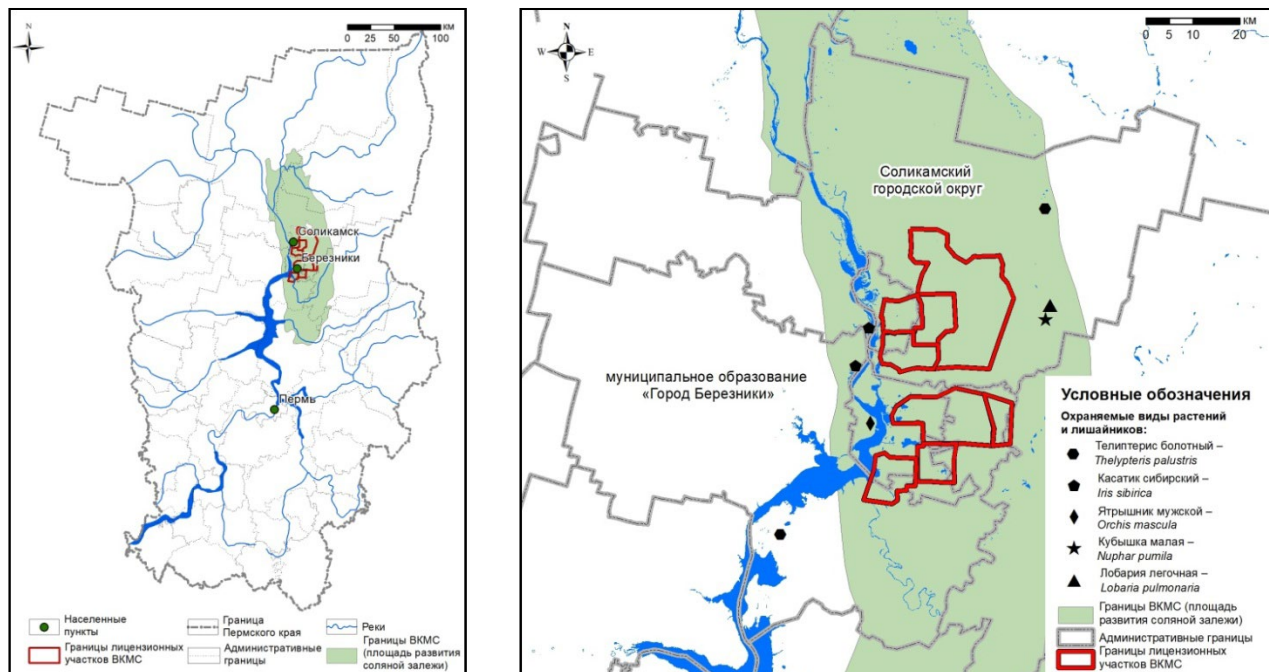 N
КМ
0 25 50 100
Соликамск
Березники
Пермь
Населенные
пункты
Граница
Пермского края
Реки
Границы лицензионных
участков ВКМС
Административные
границы
Границы ВКМС
(площадь развития
соляной залежи)
N
W E
S
КМ
0 5 10 20
Соликамский
городской округ
муниципальное образование
«Город Березники»
Условные обозначения
Охраняемые виды растений
и лишайников:
Телиптерис болотный –
Thelypteris palustris
Касатик сибирский –
Iris sibirica
Ятрышник мужской –
Orchis mascula
Кубышка малая –
Nuphar pumila
Лобария легочная –
Lobaria pulmonaria
Границы ВКМС (площадь
развития соляной залежи)
Административные границы
Границы лицензионных
участков ВКМС